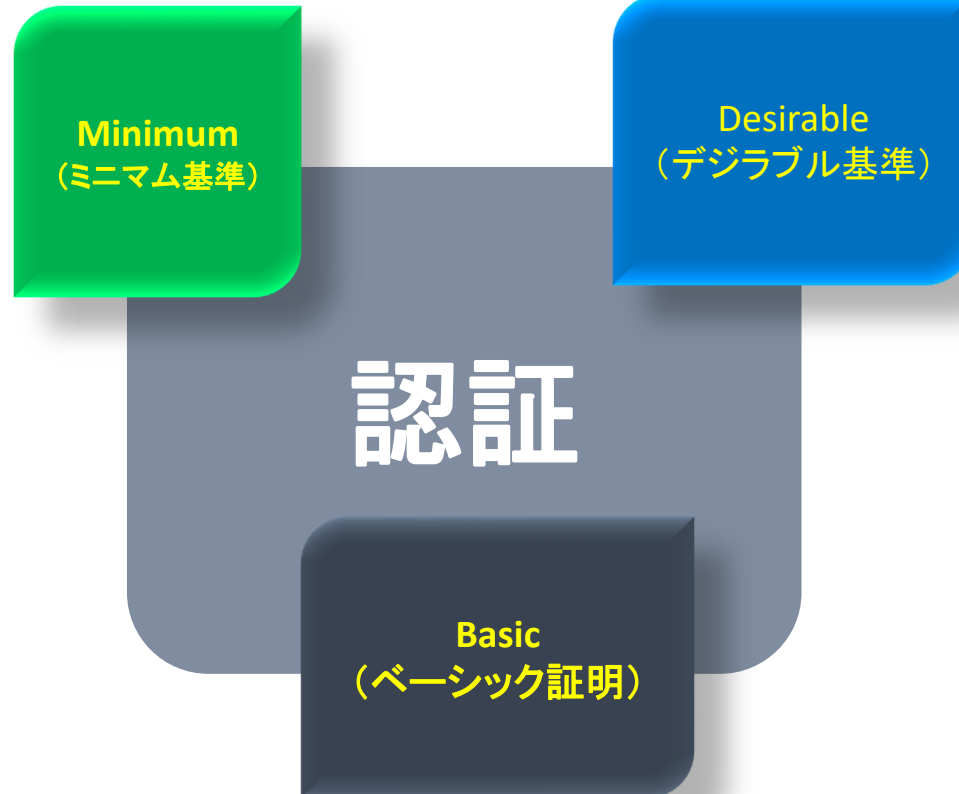 Minimum
（ミニマム基準）
Desirable
（デジラブル基準）
認証
Basic
（ベーシック証明）